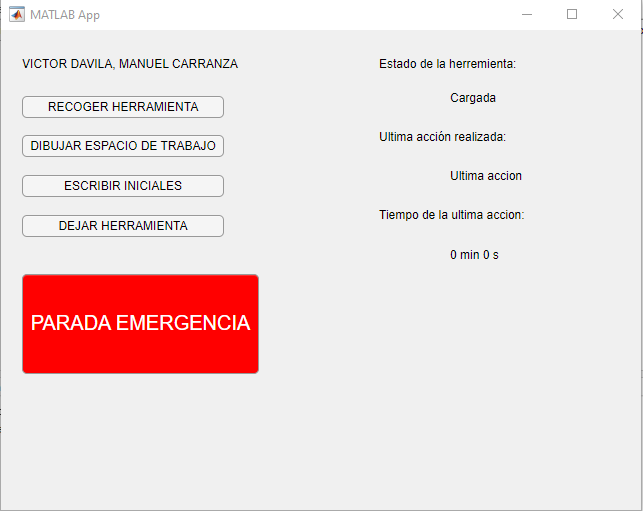 MATLAB App
VICTOR DAVILA, MANUEL CARRANZA
RECOGER HERRAMIENTA
DIBUJAR ESPACIO DE TRABAJO
ESCRIBIR INICIALES
DEJAR HERRAMIENTA
PARADA EMERGENCIA
Estado de la herremienta:
Cargada
Ultima acción realizada:
Ultima accion
Tiempo de la ultima accion:
0 min 0 s